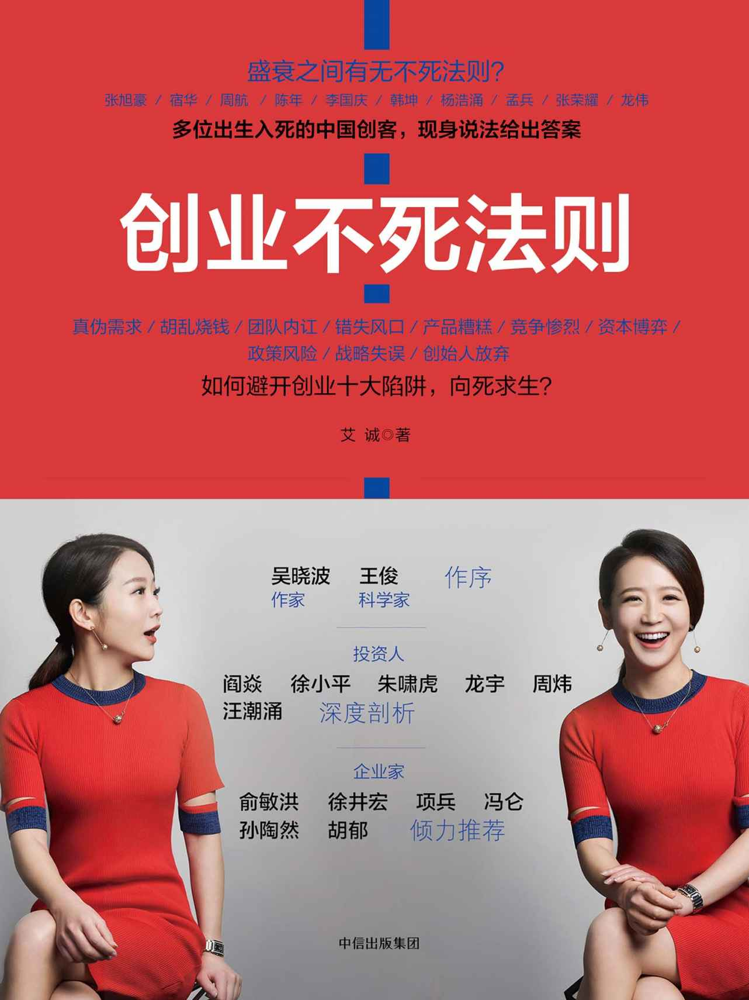 盛衰之间有无不死法则？
张旭豪 / 宿华 / 周航 / 陈年 / 李国庆 / 韩坤 / 杨浩涌 / 孟兵 / 张荣耀 / 龙伟
多位出生入死的中国创客，现身说法给出答案
创业不死法则
真伪需求 / 胡乱烧钱 / 团队内讧 / 错失风口 / 产品糟糕 / 竞争惨烈 / 资本博弈 /
政策风险 / 战略失误 / 创始人放弃
如何避开创业十大陷阱，向死求生？
艾 诚◎著
吴晓波 王俊 作序
作家 科学家
投资人
阎焱 徐小平 朱啸虎 龙宇 周炜
汪潮涌 深度剖析
企业家
俞敏洪 徐井宏 项兵 冯仑
孙陶然 胡郁 倾力推荐
中信出版集团